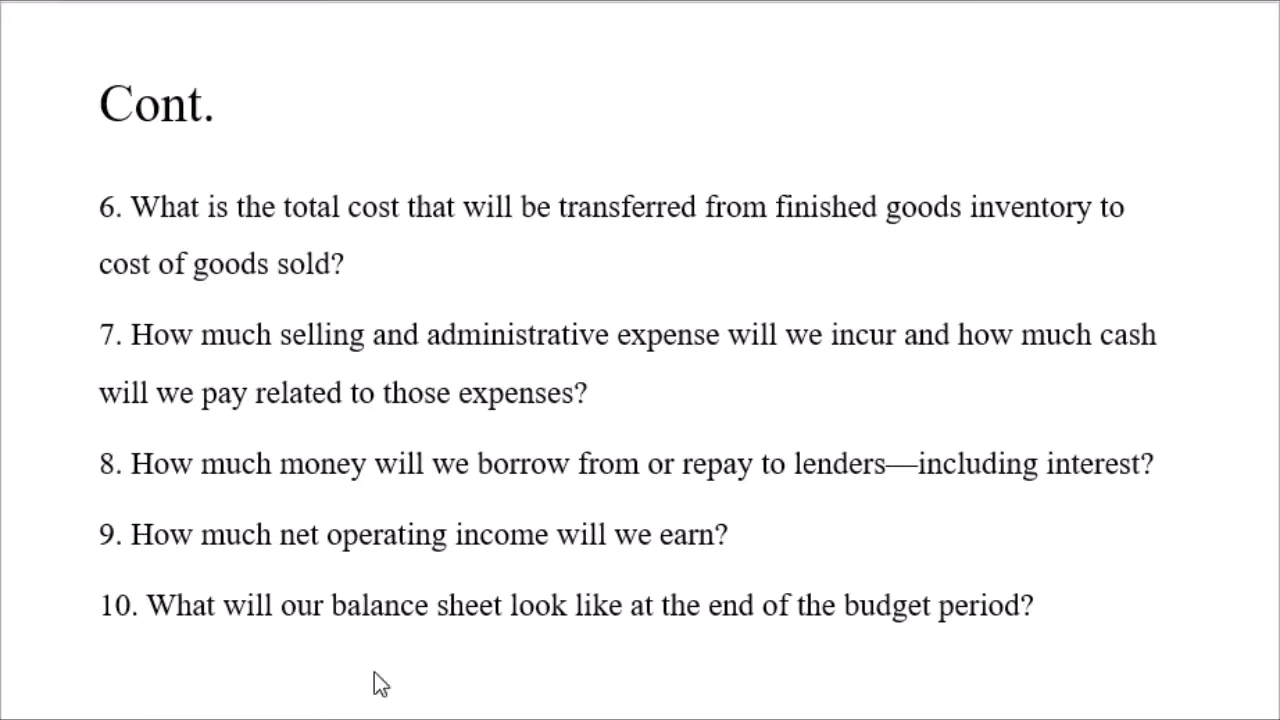 Cont.
6. What is the total cost that will be transferred from finished goods inventory to
cost of goods sold?
7. How much selling and administrative expense will we incur and how much cash
will we pay related to those expenses?
8. How much money will we borrow from or repay to lenders—including interest?
9. How much net operating income will we earn?
10. What will our balance sheet look like at the end of the budget period?